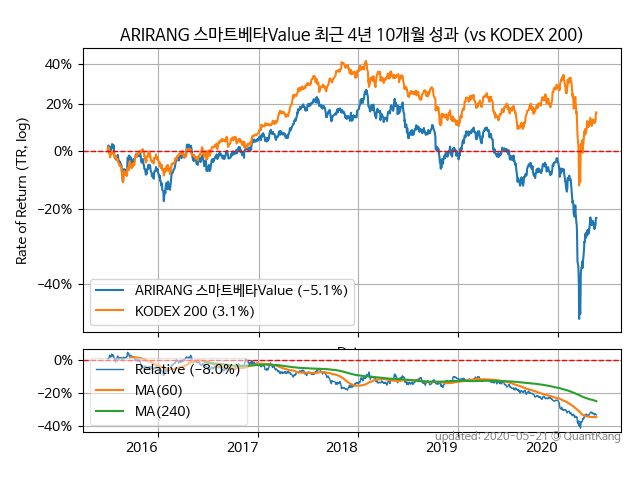 ARIRANG 스마트베타Value 최근 4년 10개월 성과 (vs KODEX 200)
Rate of Return (TR, log)
40%
20%
0%
−20%
−40%
ARIRANG 스마트베타Value (−5.1%)
KODEX 200 (3.1%)
0%
−20%
−40%
Relative (−8.0%)
MA(60)
MA(240)
2016
2017
2018
2019
2020
updated: 2020-05-21 © QuantKang